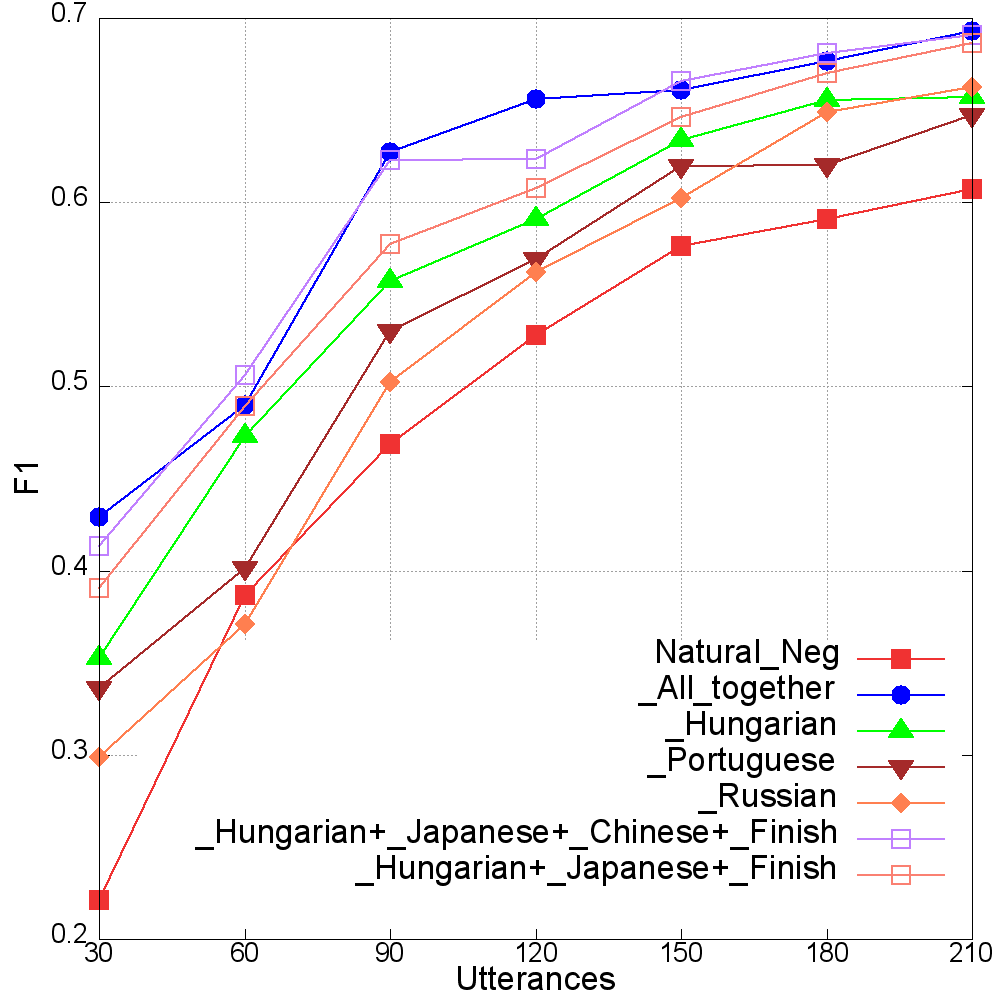 0.7
0.6
0.5
0.4
0.3
0.2
F1
30 60 90 120 150 180 210
Utterances
Natural_Neg
_All_together
_Hungarian
_Portuguese
_Russian
_Hungarian+_Japanese+_Chinese+_Finish
_Hungarian+_Japanese+_Finish